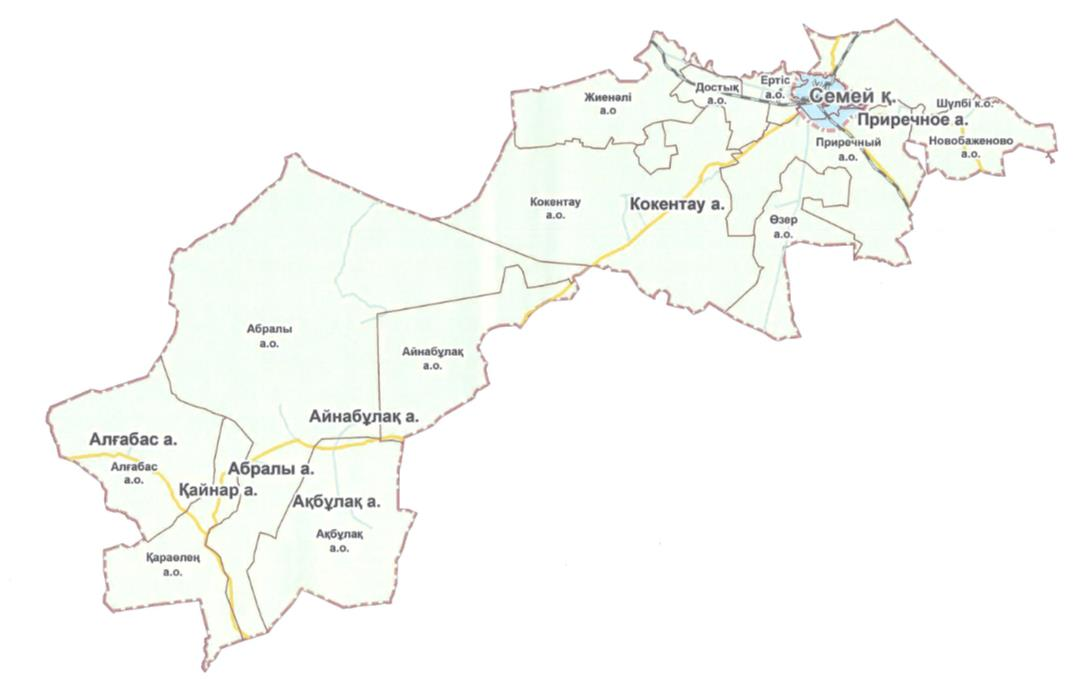 Ертіс
а.о.
Достық
а.о.
Жиенәлі
а.о
Семей қ.
Шүлбі к.о.
Приречное а.
Приречный
а.о.
Новобаженово
а.о.
Кокентау
а.о.
Кокентау а.
Өзер
а.о.
Абралы
а.о.
Айнабұлақ
а.о.
Айнабұлақ а.
Алғабас а.
Алғабас
а.о.
Абралы а.
Қайнар а.
Ақбұлақ а.
Ақбұлақ
а.о.
Қараөлең
а.о.